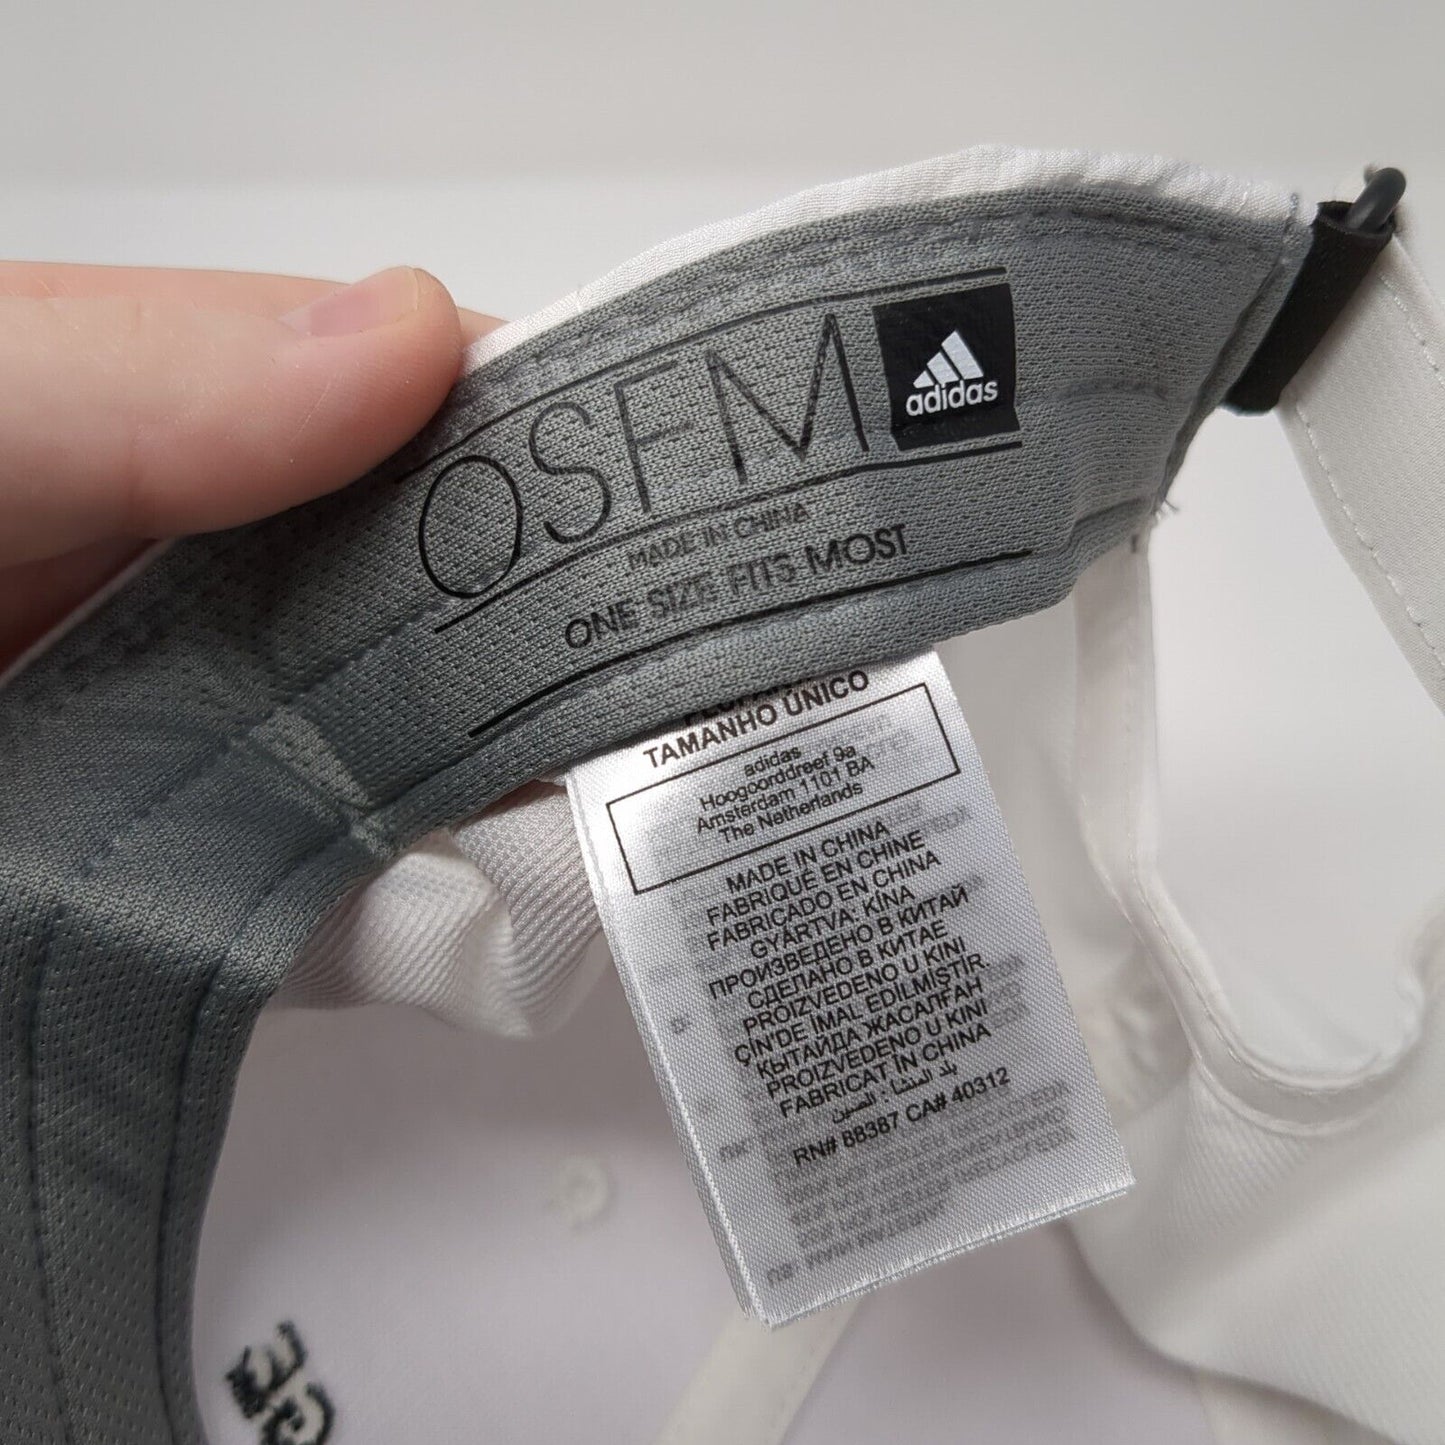 OSFM
adidas
MADE IN CHINA
ONE SIZE FITS MOST
TAMANHO ÚNICO
adidas
Hoogoorddreef 9a
Amsterdam 1101 BA
The Netherlands
MADE IN CHINA
FABRIQUÉ EN CHINE
FABRICADO EN CHINA
GYÁRTVA: KÍNA
ПРОИЗВЕДЕНО В КИТАЙ
СДЕЛАНО В КИТАЕ
PROIZVEDENO U KINI
ÇİN'DE İMAL EDİLMİŞTİR.
ҚЫТАЙДА ЖАСАЛҒАН
PROIZVEDENO U KINI
FABRICAT ÎN CHINA
بلد المنشأ : الصين
RN# 88387 CA# 40312